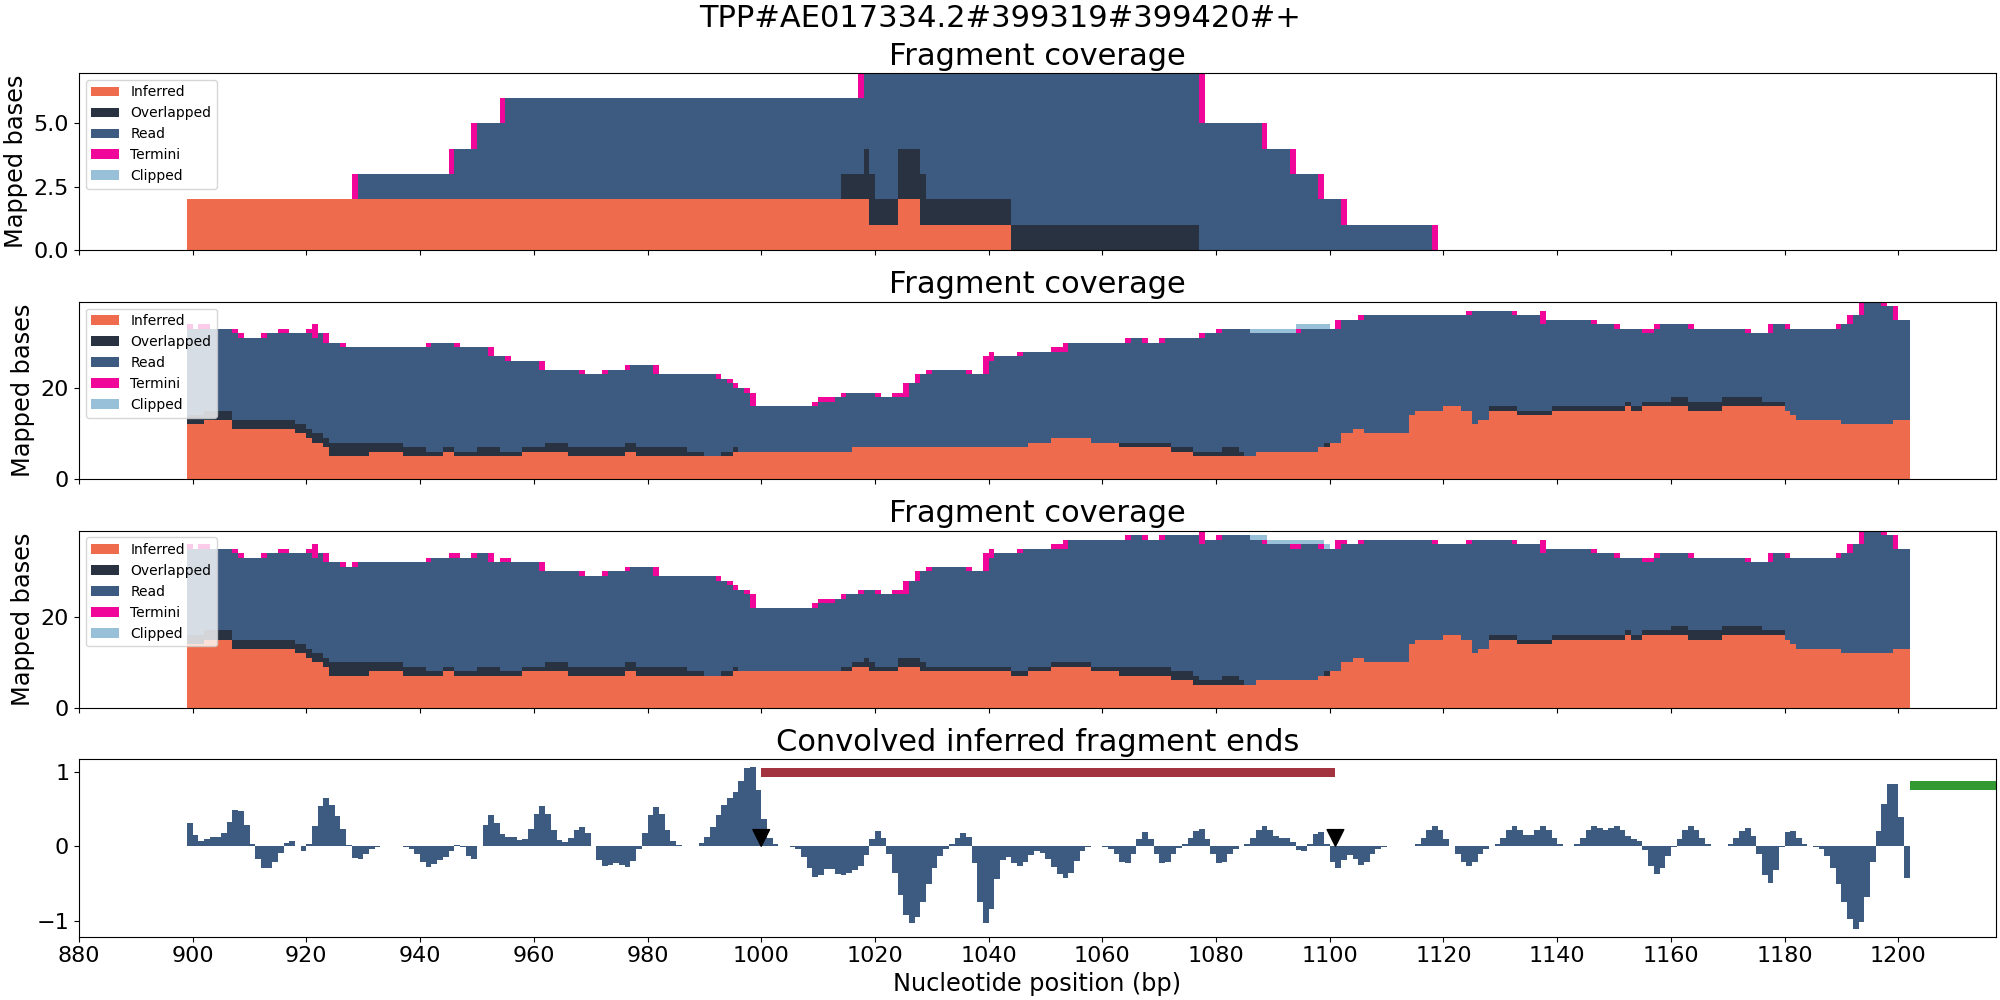 TPP#AE017334.2#399319#399420#+
Fragment coverage
Mapped bases
5.0
2.5
0.0
Inferred
Overlapped
Read
Termini
Clipped
Fragment coverage
Mapped bases
20
0
Inferred
Overlapped
Read
Termini
Clipped
Fragment coverage
Mapped bases
20
0
Inferred
Overlapped
Read
Termini
Clipped
Convolved inferred fragment ends
1
0
−1
880 900 920 940 960 980 1000 1020 1040 1060 1080 1100 1120 1140 1160 1180 1200
Nucleotide position (bp)